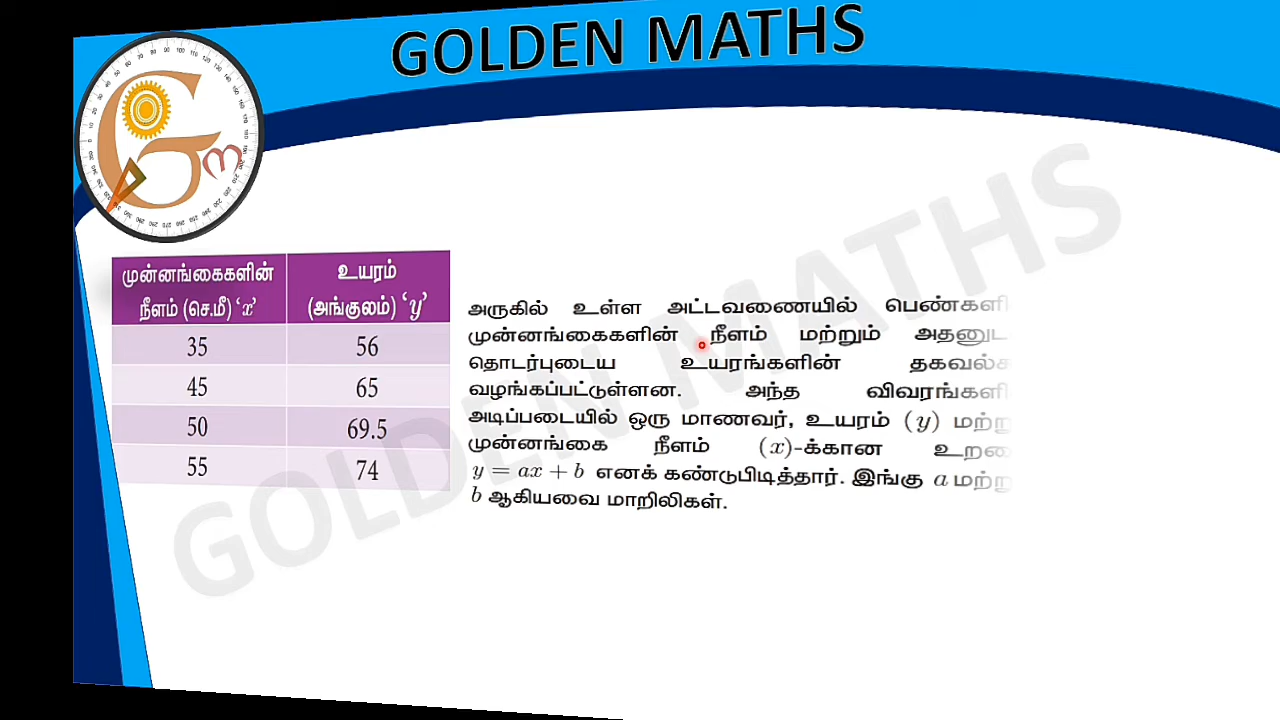 GOLDEN MATHS
முன்னங்கைகளின்
நீளம் (செ.மீ) ‘x’
உயரம்
(அங்குலம்) ‘y’
35 56
45 65
50 69.5
55 74
அருகில் உள்ள அட்டவணையில்
முன்னங்கைகளின் நீளம் மற்றும்
தொடர்புடைய உயரங்களின்
வழங்கப்பட்டுள்ளன. அந்த
அடிப்படையில் ஒரு மாணவர், உயரம் (y)
முன்னங்கை நீளம் (x)-க்கான
y = ax + b எனக் கண்டுபிடித்தார். இங்கு a
b ஆகியவை மாறிலிகள்.
GOLDEN MATHS